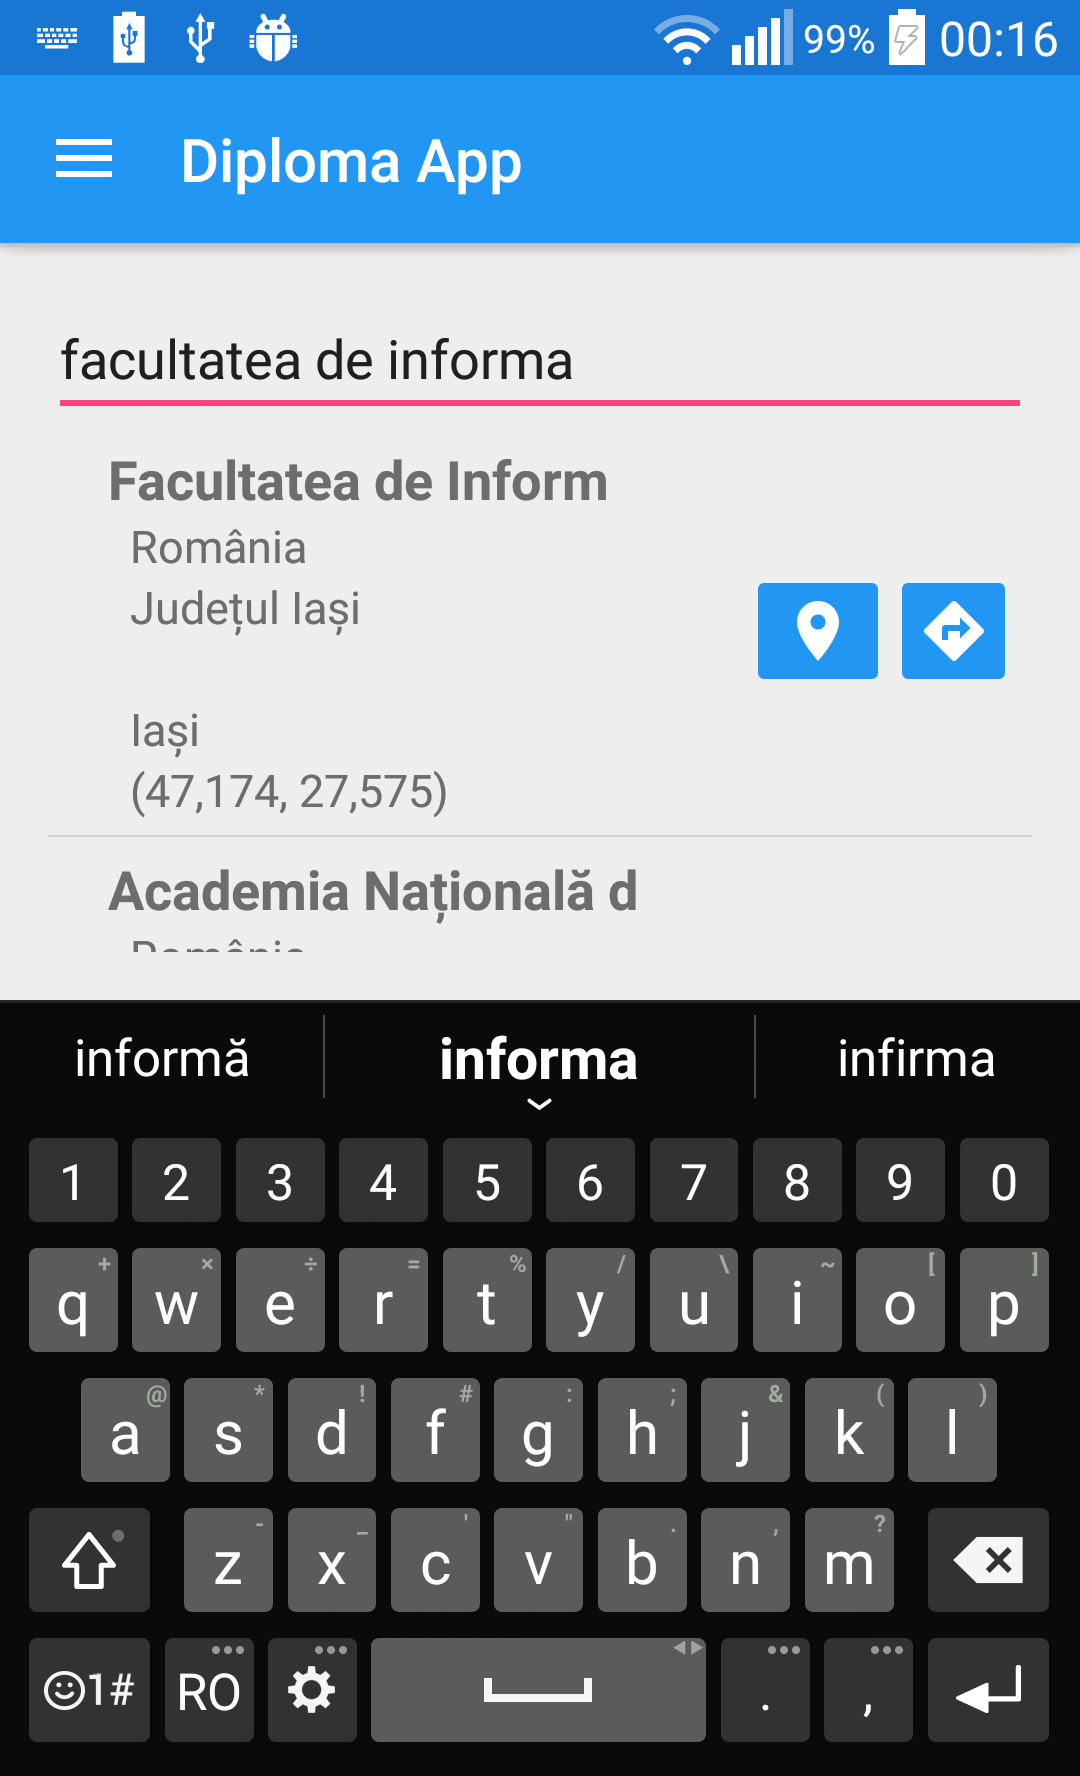 99% 00:16
Diploma App
facultatea de informa
Facultatea de Inform
România
Județul Iași
Iași
(47,174, 27,575)
Academia Națională d
România
informă informa infirma
1 2 3 4 5 6 7 8 9 0
+ × ÷ = % / \ ~ [ ]
q w e r t y u i o p
@ * ! # : ; & ( )
a s d f g h j k l
- _ ' " . , ?
z x c v b n m
1# RO . ,